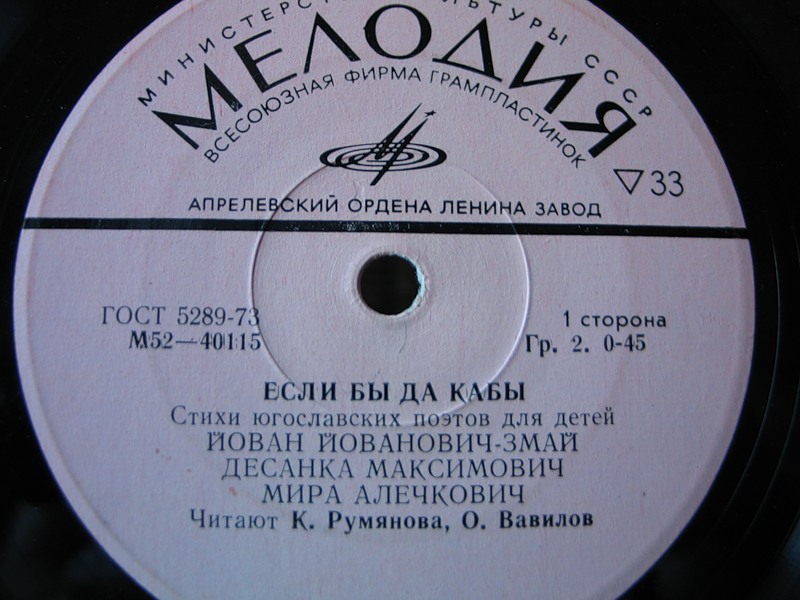 МИНИСТЕРСТВО КУЛЬТУРЫ СССР
МЕЛОДИЯ
ВСЕСОЮЗНАЯ ФИРМА ГРАМПЛАСТИНОК
▽33
АПРЕЛЕВСКИЙ ОРДЕНА ЛЕНИНА ЗАВОД
ГОСТ 5289-73
М52—40115
1 сторона
Гр. 2. 0-45
ЕСЛИ БЫ ДА КАБЫ
Стихи югославских поэтов для детей
ЙОВАН ЙОВАНОВИЧ-ЗМАЙ
ДЕСАНКА МАКСИМОВИЧ
МИРА АЛЕЧКОВИЧ
Читают К. Румянова, О. Вавилов